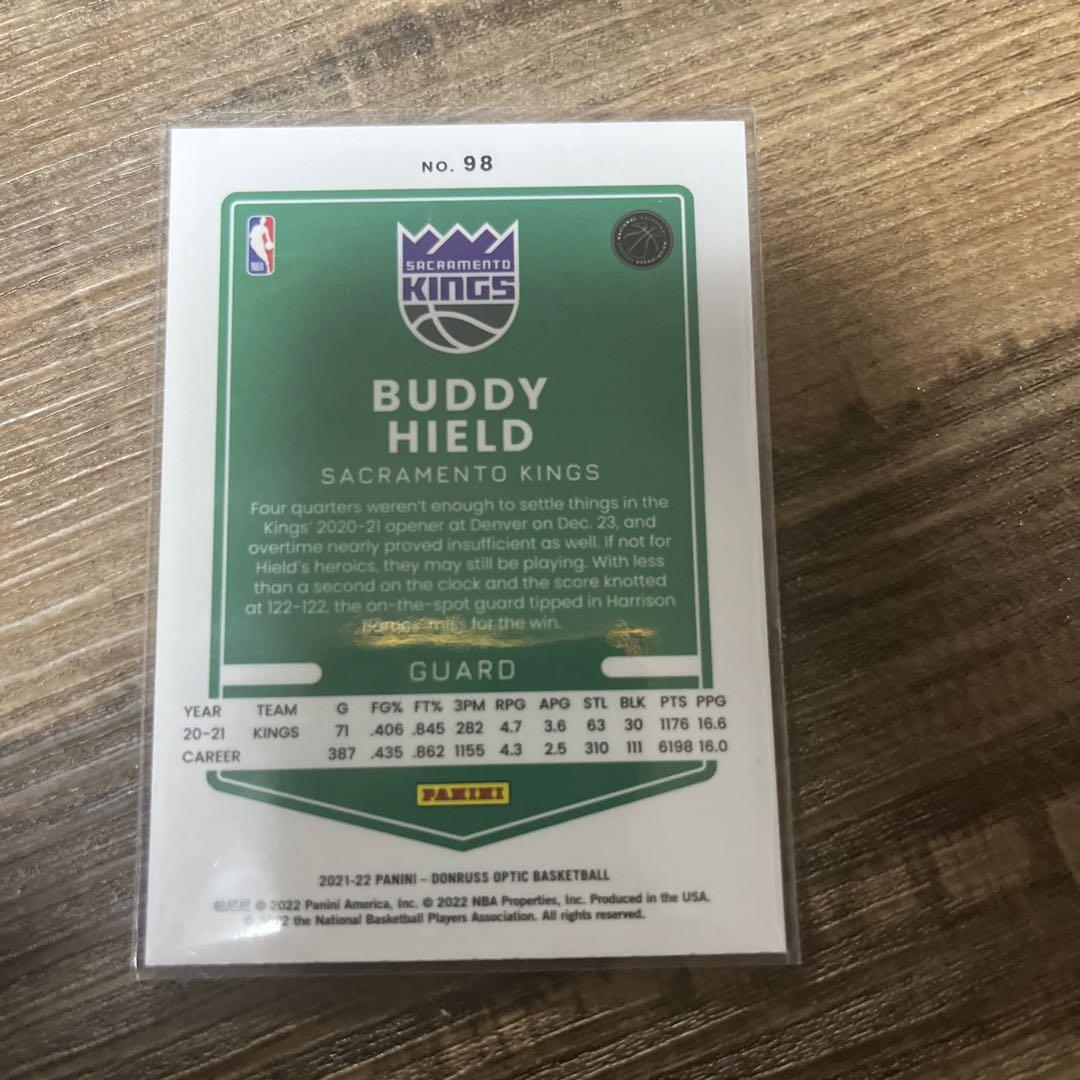 NO. 98
NBA
SACRAMENTO
KINGS
BUDDY
HIELD
SACRAMENTO KINGS
Four quarters weren't enough to settle things in the
Kings' 2020-21 opener at Denver on Dec. 23, and
overtime nearly proved insufficient as well. If not for
Hield's heroics, they may still be playing. With less
than a second on the clock and the score knotted
at 122-122, the on-the-spot guard tipped in Harrison
Barnes' miss for the win.
GUARD
YEAR TEAM G FG% FT% 3PM RPG APG STL BLK PTS PPG
20-21 KINGS 71 .406 .845 282 4.7 3.6 63 30 1176 16.6
CAREER 387 .435 .862 1155 4.3 2.5 310 111 6198 16.0
PANINI
2021-22 PANINI – DONRUSS OPTIC BASKETBALL
帕尼尼 © 2022 Panini America, Inc. © 2022 NBA Properties, Inc. Produced in the USA.
© 2022 the National Basketball Players Association. All rights reserved.